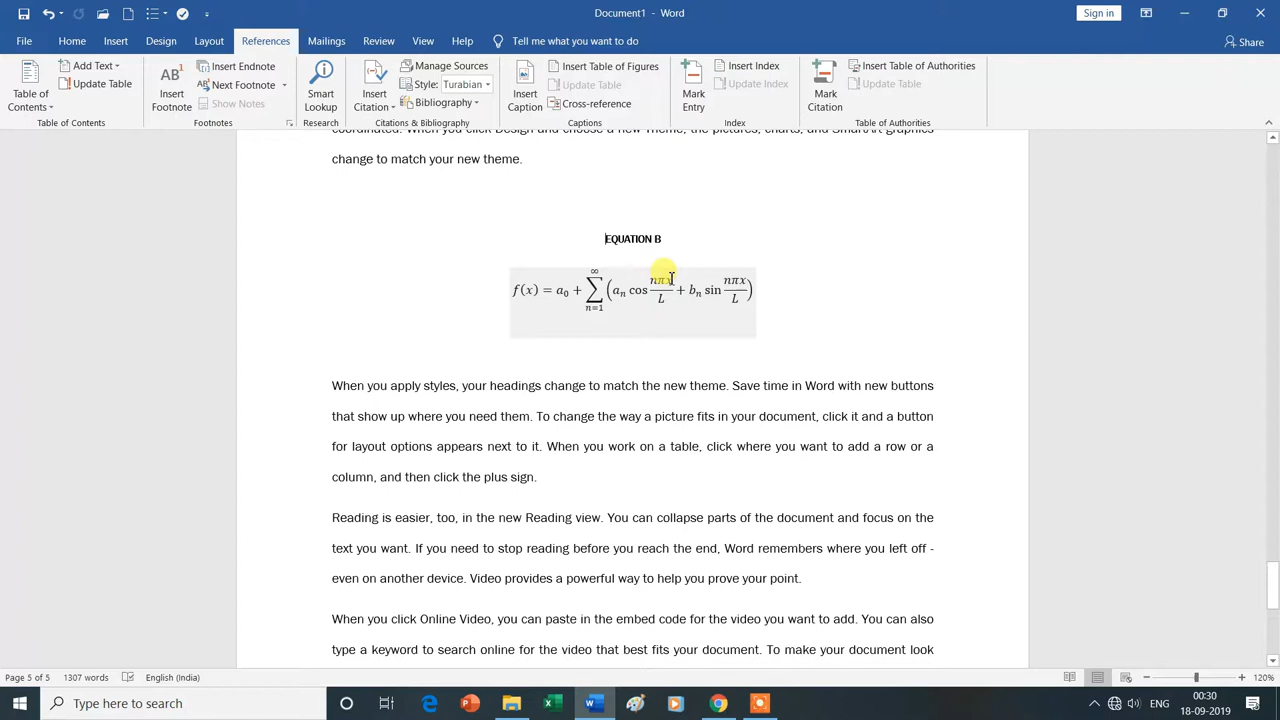 Document1 - Word
Sign in
File Home Insert Design Layout References Mailings Review View Help Tell me what you want to do Share
Table of Contents
Add Text
Update Table
Table of Contents
AB1
Insert Footnote
Insert Endnote
Next Footnote
Show Notes
Footnotes
Smart Lookup
Research
Insert Citation
Manage Sources
Style: Turabian
Bibliography
Citations & Bibliography
Insert Caption
Insert Table of Figures
Update Table
Cross-reference
Captions
Mark Entry
Insert Index
Update Index
Index
Mark Citation
Insert Table of Authorities
Update Table
Table of Authorities
coordinated. When you click Design and choose a new Theme, the pictures, charts, and SmartArt graphics
change to match your new theme.
EQUATION B
f(x) = a₀ + ∑_{n=1}^{∞} (aₙ cos nπx/L + bₙ sin nπx/L)
When you apply styles, your headings change to match the new theme. Save time in Word with new buttons
that show up where you need them. To change the way a picture fits in your document, click it and a button
for layout options appears next to it. When you work on a table, click where you want to add a row or a
column, and then click the plus sign.
Reading is easier, too, in the new Reading view. You can collapse parts of the document and focus on the
text you want. If you need to stop reading before you reach the end, Word remembers where you left off -
even on another device. Video provides a powerful way to help you prove your point.
When you click Online Video, you can paste in the embed code for the video you want to add. You can also
type a keyword to search online for the video that best fits your document. To make your document look
Page 5 of 5 1307 words English (India) 120%
Type here to search
ENG
00:30
18-09-2019